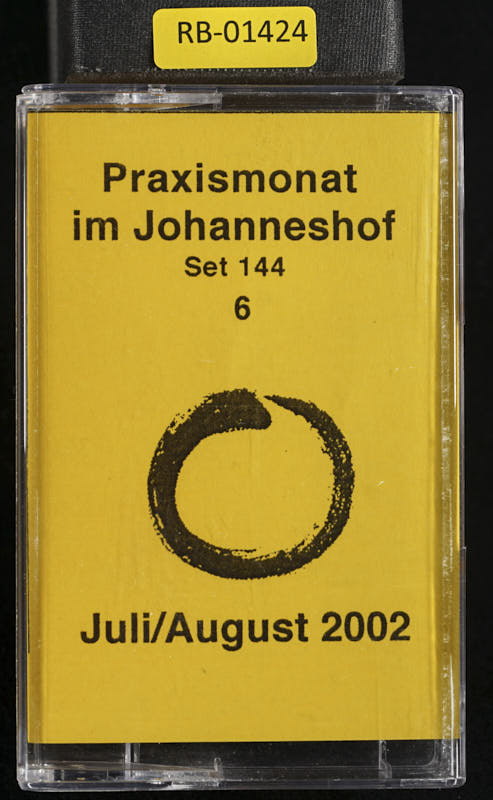 RB-01424
Praxismonat
im Johanneshof
Set 144
6
Juli/August 2002